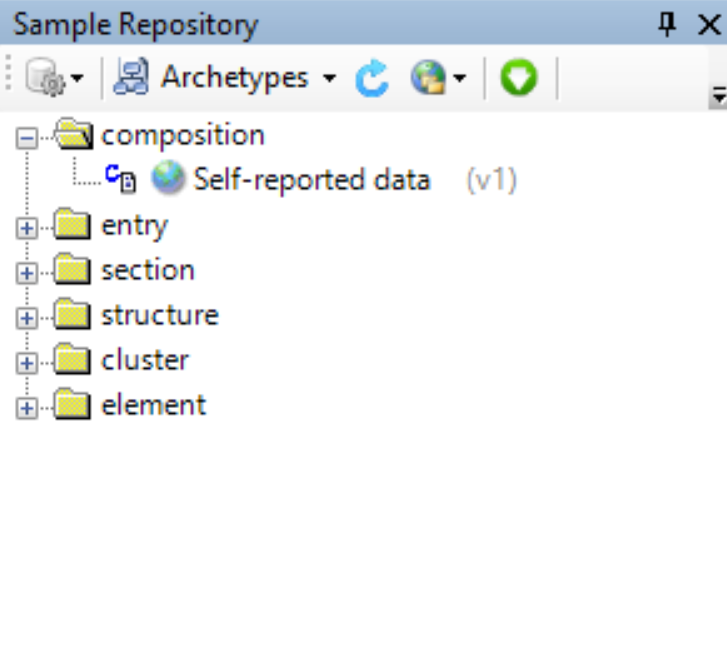 Sample Repository
Archetypes
composition
Self-reported data (v1)
entry
section
structure
cluster
element